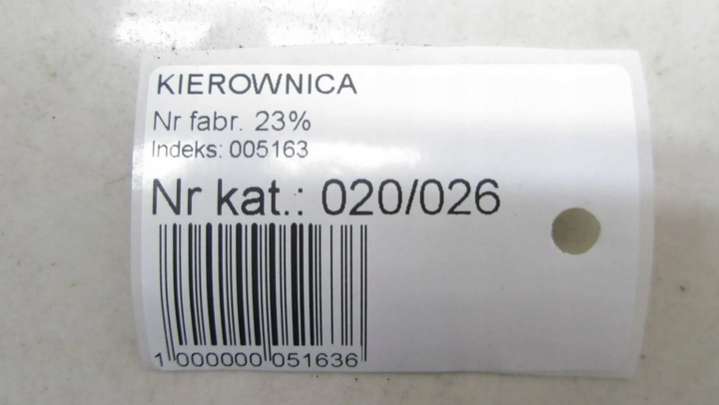 KIEROWNICA
Nr fabr. 23%
Indeks: 005163
Nr kat.: 020/026
1 000000 051636